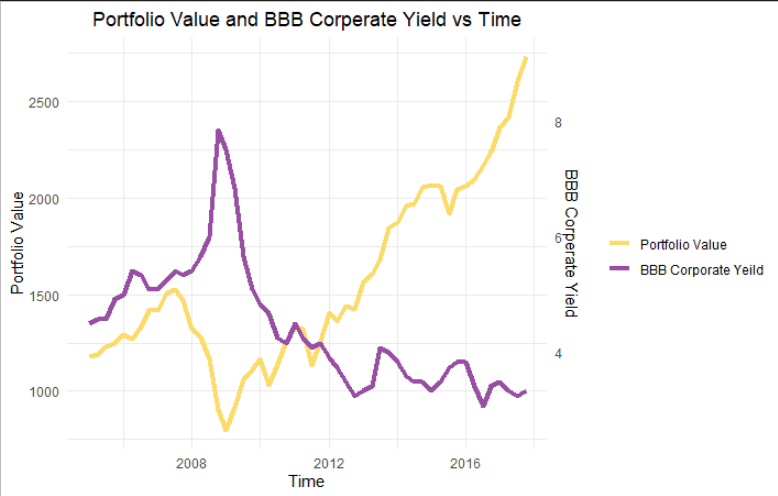 Portfolio Value and BBB Corperate Yield vs Time
Portfolio Value
2500
2000
1500
1000
8
6
4
BBB Corperate Yield
2008
2012
2016
Time
Portfolio Value
BBB Corporate Yeild